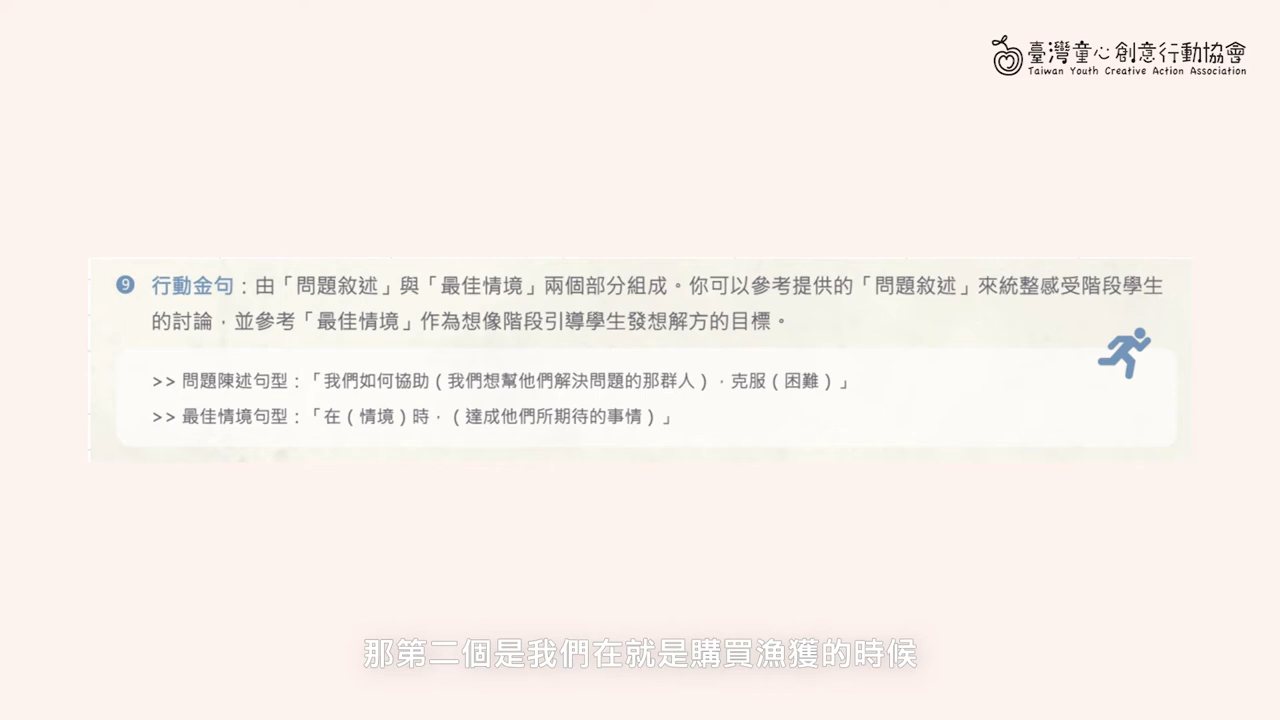 臺灣童心創意行動協會
Taiwan Youth Creative Action Association
9 行動金句：由「問題敘述」與「最佳情境」兩個部分組成。你可以參考提供的「問題敘述」來統整感受階段學生
的討論，並參考「最佳情境」作為想像階段引導學生發想解方的目標。
>> 問題陳述句型：「我們如何協助（我們想幫他們解決問題的那群人），克服（困難）」
>> 最佳情境句型：「在（情境）時，（達成他們所期待的事情）」
那第二個是我們在就是購買漁獲的時候